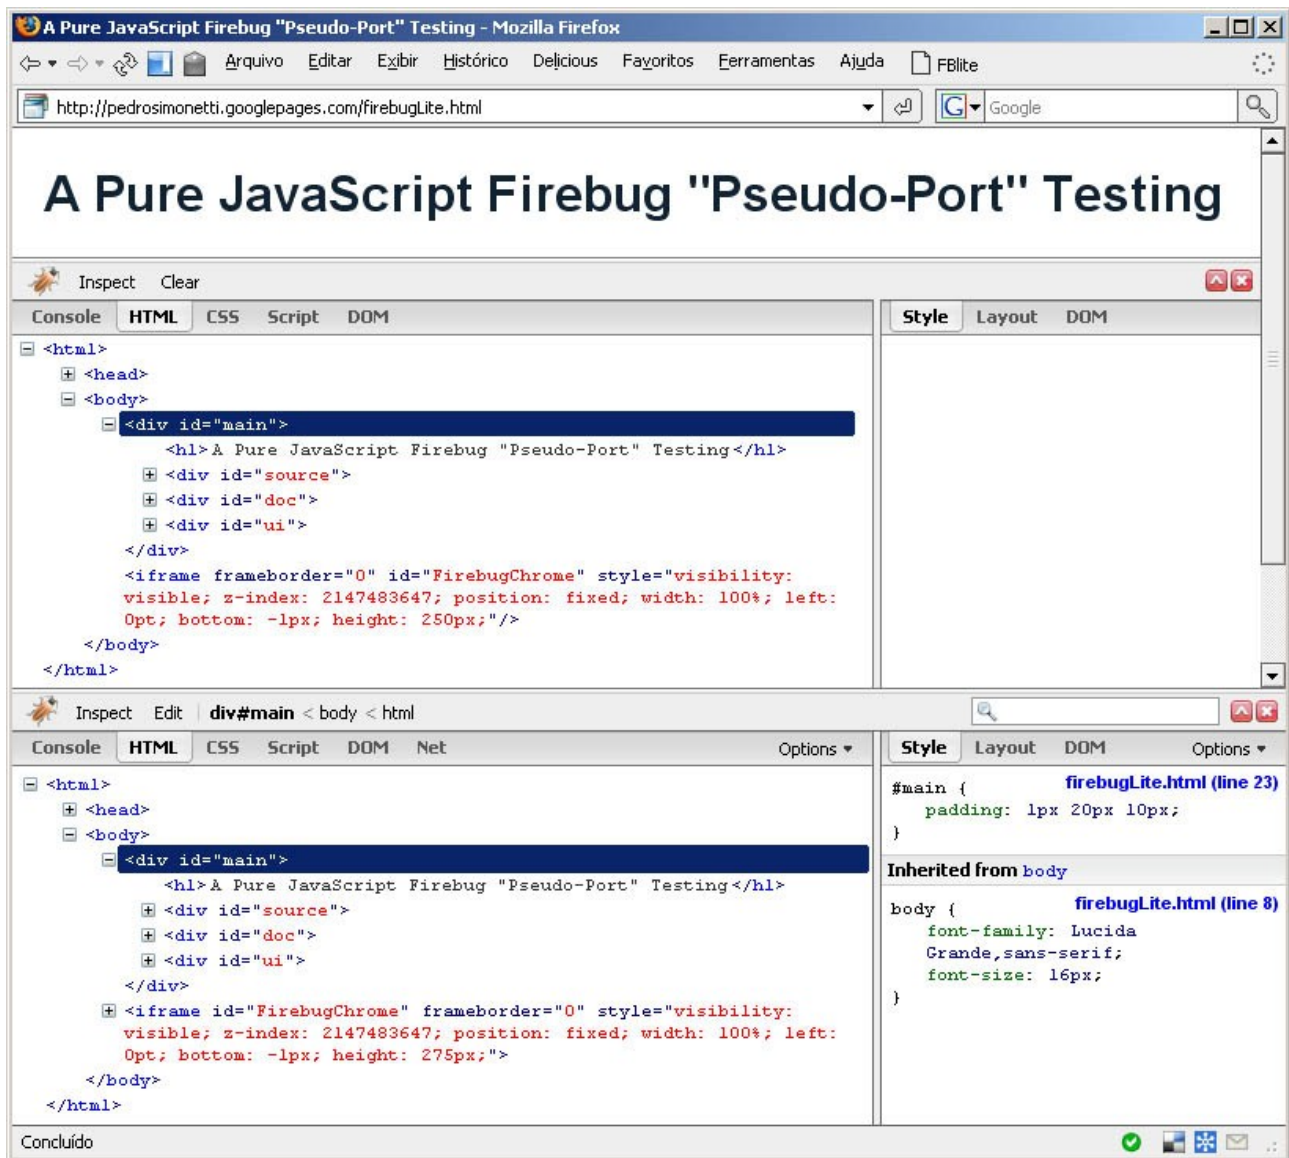 A Pure JavaScript Firebug "Pseudo-Port" Testing - Mozilla Firefox
Arquivo Editar Exibir Histórico Delicious Favoritos Ferramentas Ajuda FBlite
http://pedrosimonetti.googlepages.com/firebugLite.html G Google
A Pure JavaScript Firebug "Pseudo-Port" Testing
Inspect Clear
Console HTML CSS Script DOM Style Layout DOM
<html>
<head>
<body>
<div id="main">
<h1>A Pure JavaScript Firebug "Pseudo-Port" Testing</h1>
<div id="source">
<div id="doc">
<div id="ui">
</div>
<iframe frameborder="0" id="FirebugChrome" style="visibility:
visible; z-index: 2147483647; position: fixed; width: 100%; left:
0pt; bottom: -1px; height: 250px;"/>
</body>
</html>
Inspect Edit div#main < body < html
Console HTML CSS Script DOM Net Options Style Layout DOM Options
<html>
<head>
<body>
<div id="main">
<h1>A Pure JavaScript Firebug "Pseudo-Port" Testing</h1>
<div id="source">
<div id="doc">
<div id="ui">
</div>
<iframe id="FirebugChrome" frameborder="0" style="visibility:
visible; z-index: 2147483647; position: fixed; width: 100%; left:
0pt; bottom: -1px; height: 275px;">
</body>
</html>
#main { firebugLite.html (line 23)
padding: 1px 20px 10px;
}
Inherited from body
body { firebugLite.html (line 8)
font-family: Lucida
Grande,sans-serif;
font-size: 16px;
}
Concluído